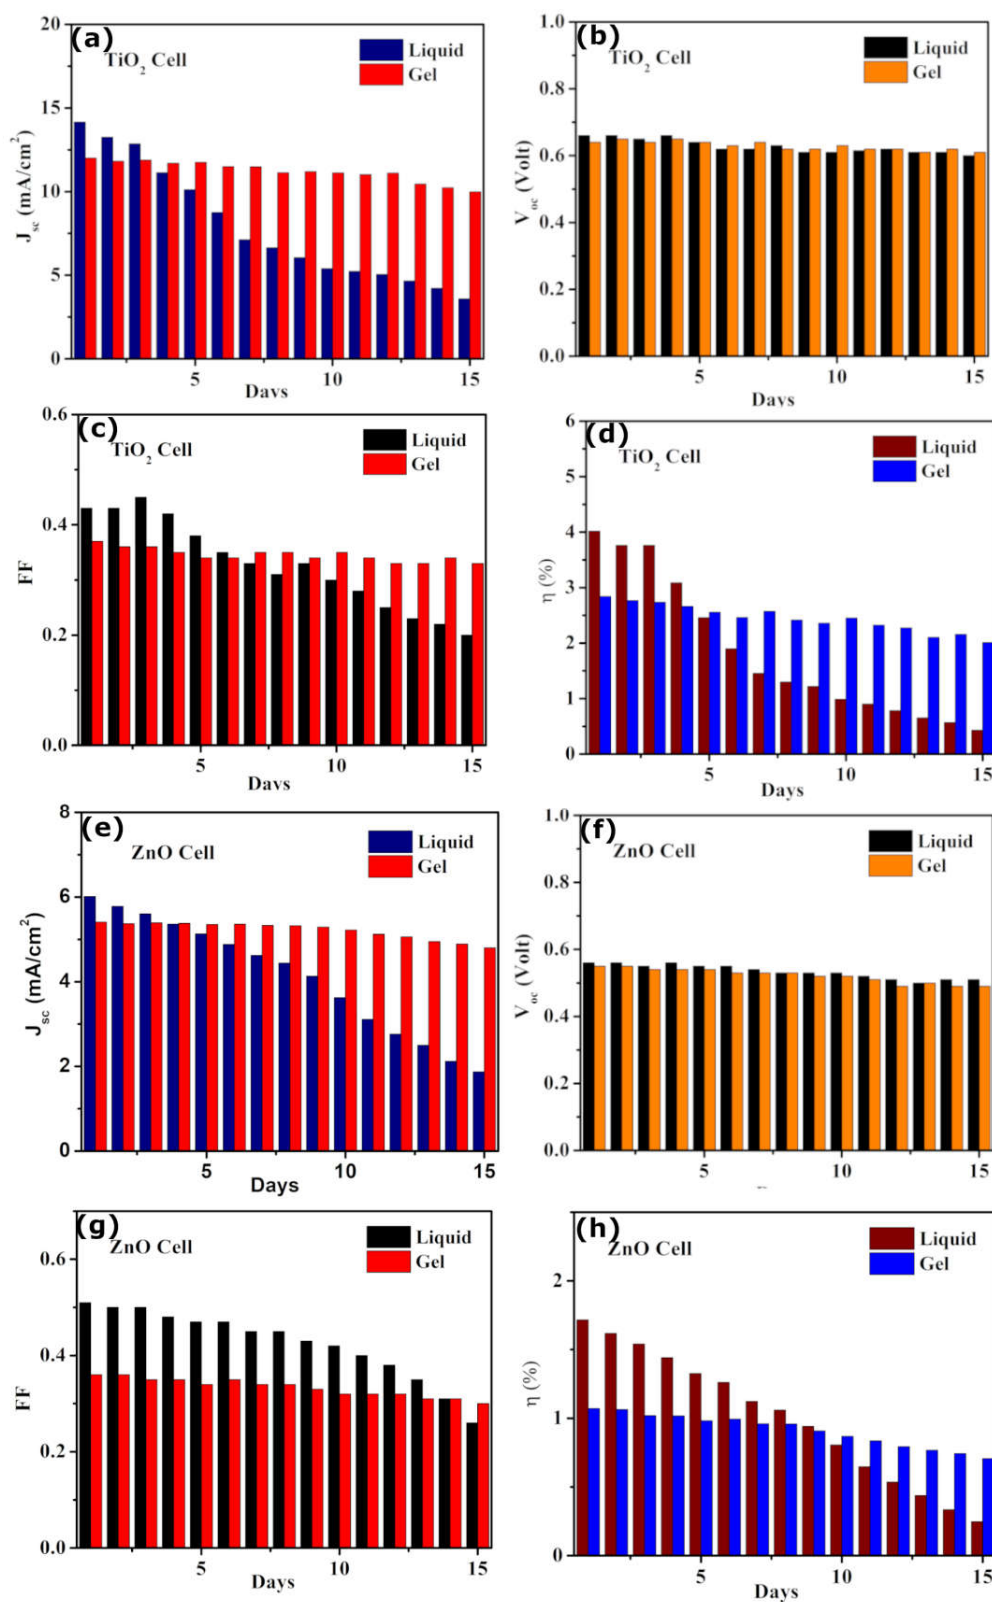 (a)
TiO₂ Cell
Liquid
Gel
20
15
10
5
0
J_sc (mA/cm²)
5
10
15
Days
(b)
TiO₂ Cell
Liquid
Gel
1.0
0.8
0.6
0.4
0.2
0.0
V_oc (Volt)
5
10
15
Days
(c)
TiO₂ Cell
Liquid
Gel
0.6
0.4
0.2
0.0
FF
5
10
15
Days
(d)
TiO₂ Cell
Liquid
Gel
6
5
4
3
2
1
0
η (%)
5
10
15
Days
(e)
ZnO Cell
Liquid
Gel
8
6
4
2
0
J_sc (mA/cm²)
5
10
15
Days
(f)
ZnO Cell
Liquid
Gel
1.0
0.8
0.6
0.4
0.2
0.0
V_oc (Volt)
5
10
15
(g)
ZnO Cell
Liquid
Gel
0.6
0.4
0.2
0.0
FF
5
10
15
Days
(h)
ZnO Cell
Liquid
Gel
2
1
0
η (%)
5
10
15
Days